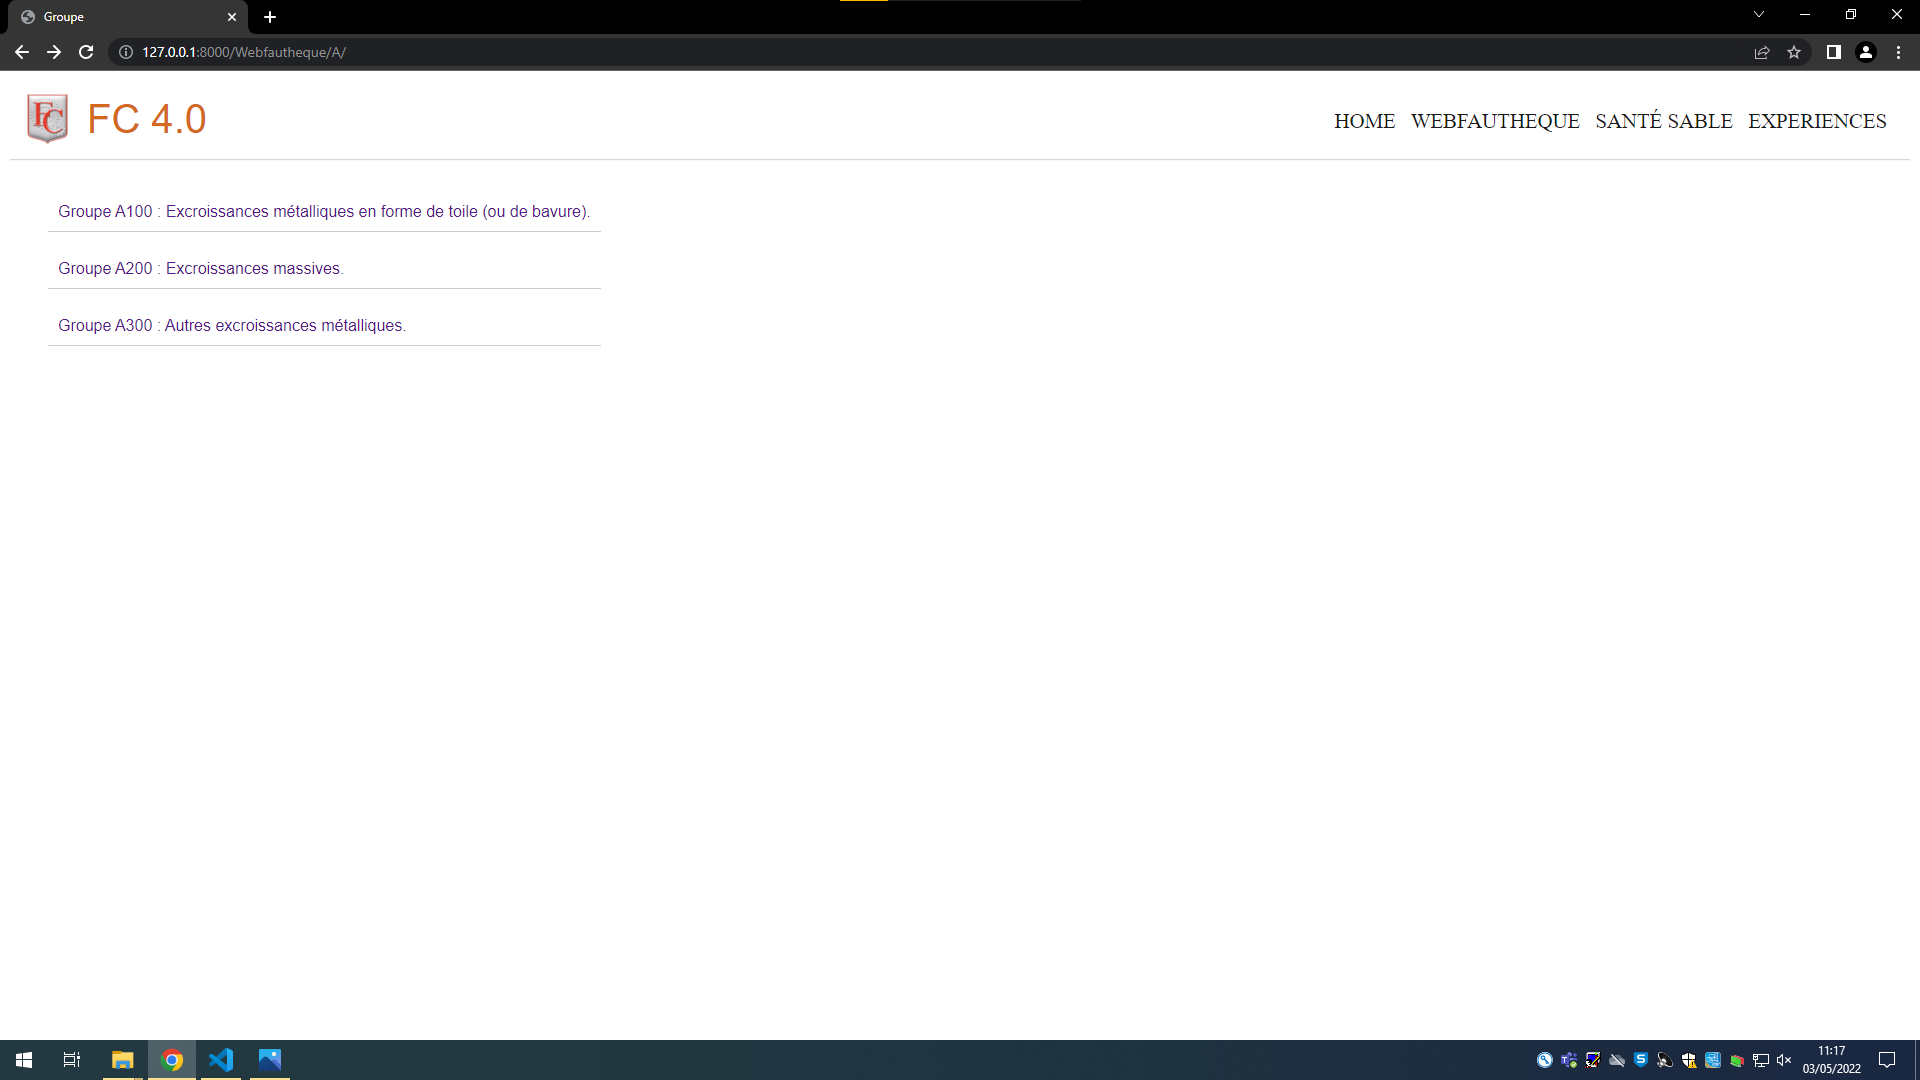 Groupe
127.0.0.1:8000/Webfautheque/A/
FC FC 4.0
HOME WEBFAUTHEQUE SANTÉ SABLE EXPERIENCES
Groupe A100 : Excroissances métalliques en forme de toile (ou de bavure).
Groupe A200 : Excroissances massives.
Groupe A300 : Autres excroissances métalliques.
11:17
03/05/2022